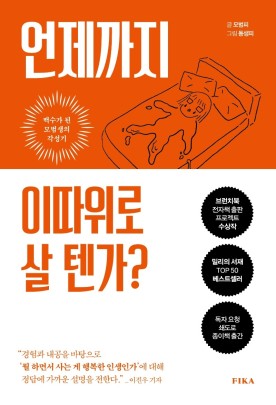 언제까지
글 모범피
그림 동생피
백수가 된
모범생의
각성기
이따위로
살 텐가?
브런치북
전자책 출판
프로젝트
수상작
밀리의 서재
TOP 50
베스트셀러
독자 요청
쇄도로
종이책 출간
“경험과 내공을 바탕으로
‘뭘 하면서 사는 게 행복한 인생인가’에 대해
정답에 가까운 설명을 전한다.” _이진우 기자
FIKA